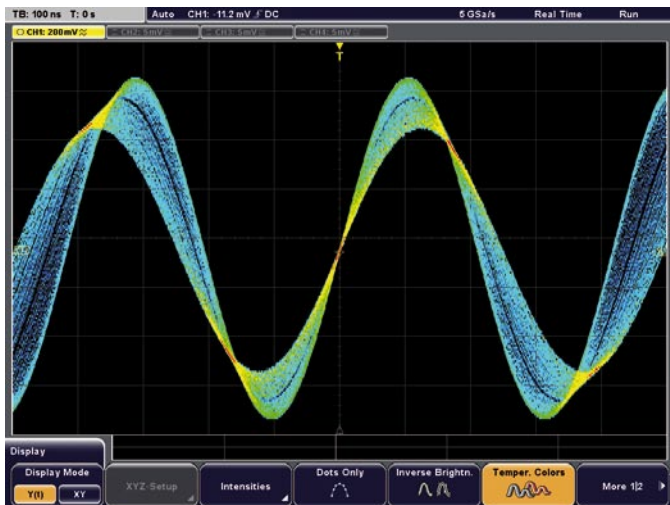 TB: 100 ns T: 0 s Auto CH1: -11.2 mV DC 5 GSa/s Real Time Run
CH1: 200mV CH2: 5mV CH3: 5mV CH4: 5mV
T
Display
Display Mode
Y(t) XY
XYZ-Setup
Intensities
Dots Only
Inverse Brightn.
Temper. Colors
More 1|2